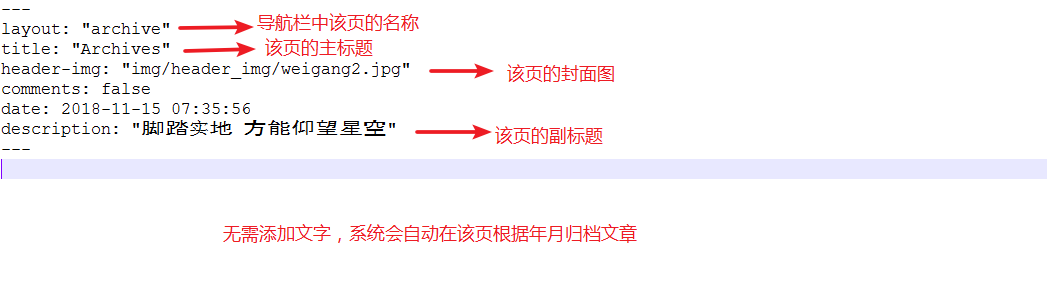 ---
layout: "archive" 导航栏中该页的名称
title: "Archives" 该页的主标题
header-img: "img/header_img/weigang2.jpg" 该页的封面图
comments: false
date: 2018-11-15 07:35:56
description: "脚踏实地 方能仰望星空" 该页的副标题
---
无需添加文字，系统会自动在该页根据年月归档文章